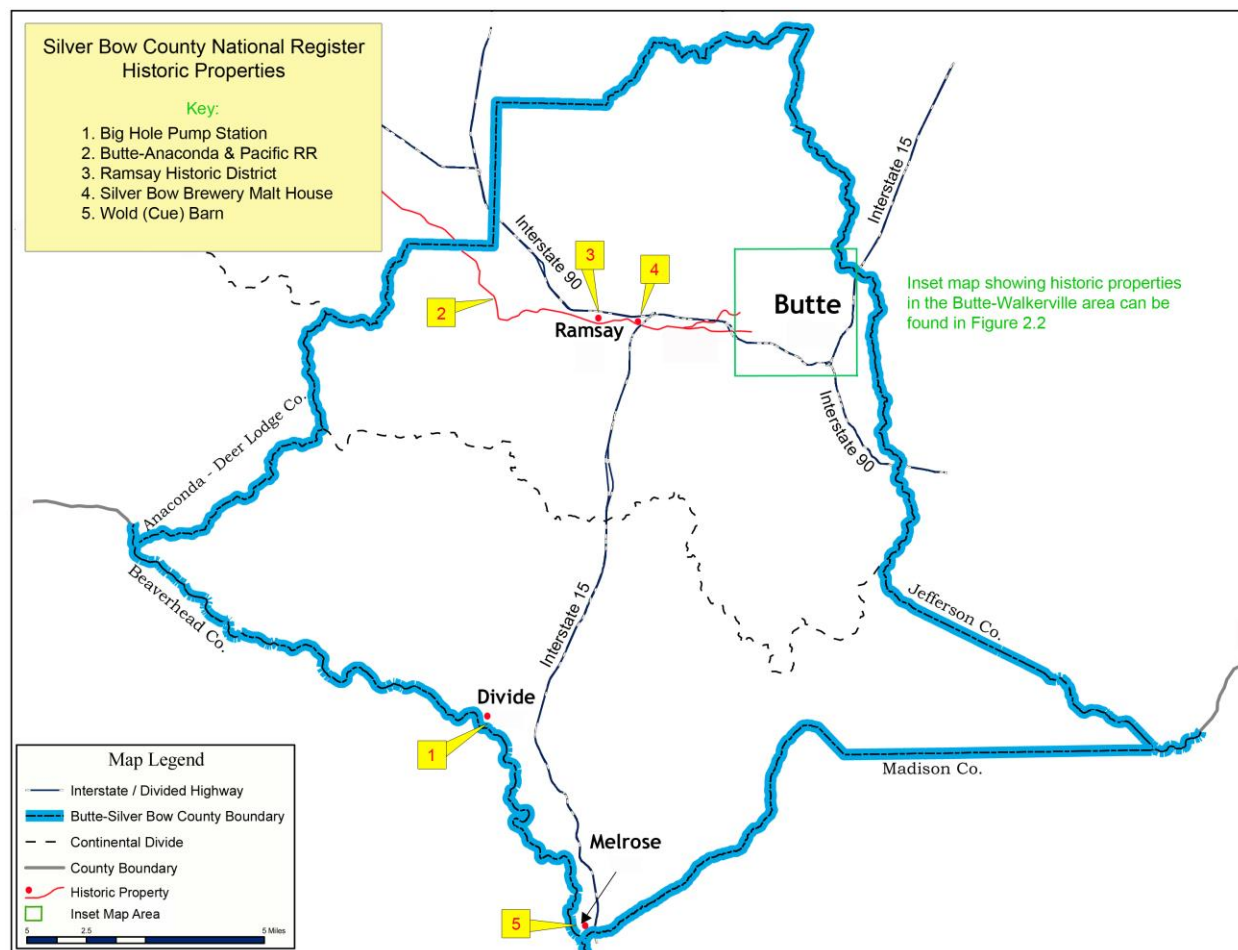 Silver Bow County National Register
Historic Properties
Key:
1. Big Hole Pump Station
2. Butte-Anaconda & Pacific RR
3. Ramsay Historic District
4. Silver Bow Brewery Malt House
5. Wold (Cue) Barn
Interstate 15
Interstate 90
3
4
2
Ramsay
Butte
Inset map showing historic properties
in the Butte-Walkerville area can be
found in Figure 2.2
Interstate 90
Anaconda - Deer Lodge Co.
Beaverhead Co.
Jefferson Co.
Interstate 15
Divide
1
Madison Co.
Melrose
5
Map Legend
Interstate / Divided Highway
Butte-Silver Bow County Boundary
Continental Divide
County Boundary
Historic Property
Inset Map Area
5 2.5 5 Miles